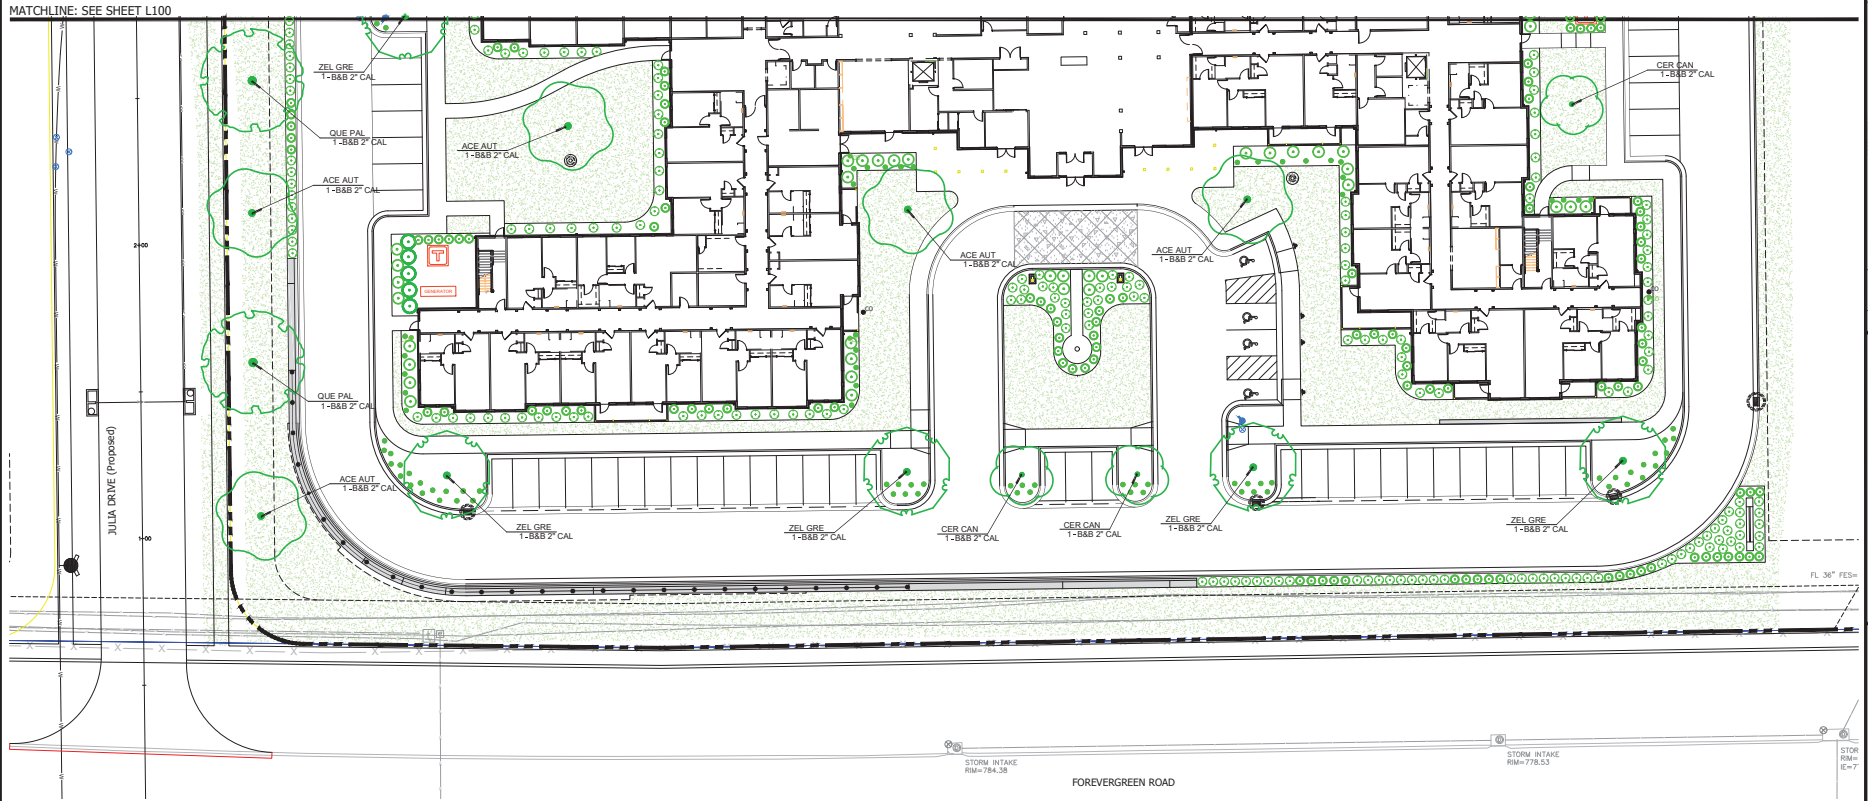 MATCHLINE: SEE SHEET L100
ZEL GRE
1-B&B 2" CAL
CER CAN
1-B&B 2" CAL
QUE PAL
1-B&B 2" CAL
ACE AUT
1-B&B 2" CAL
ACE AUT
1-B&B 2" CAL
ACE AUT
1-B&B 2" CAL
ACE AUT
1-B&B 2" CAL
T
GENERATOR
2+00
CO
CO
QUE PAL
1-B&B 2" CAL
JULIA DRIVE (Proposed)
ACE AUT
1-B&B 2" CAL
ZEL GRE
1-B&B 2" CAL
ZEL GRE
1-B&B 2" CAL
CER CAN
1-B&B 2" CAL
CER CAN
1-B&B 2" CAL
ZEL GRE
1-B&B 2" CAL
ZEL GRE
1-B&B 2" CAL
1+00
FL 36" FES=
STORM INTAKE
RIM=784.38
STORM INTAKE
RIM=778.53
STOR
RIM=
IE=7
FOREVERGREEN ROAD